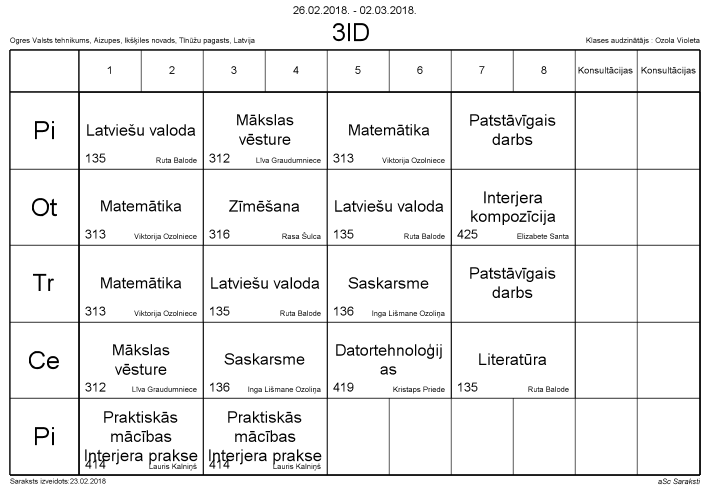 26.02.2018. - 02.03.2018.
3ID
Ogres Valsts tehnikums, Aizupes, Ikšķiles novads, Tīnūžu pagasts, Latvija
Klases audzinātājs : Ozola Violeta
1 2 3 4 5 6 7 8 Konsultācijas Konsultācijas
Pi
Latviešu valoda
135 Ruta Balode
Mākslas
vēsture
312 Līva Graudumniece
Matemātika
313 Viktorija Ozolniece
Patstāvīgais
darbs
Ot
Matemātika
313 Viktorija Ozolniece
Zīmēšana
316 Rasa Šulca
Latviešu valoda
135 Ruta Balode
Interjera
kompozīcija
425 Elizabete Santa
Tr
Matemātika
313 Viktorija Ozolniece
Latviešu valoda
135 Ruta Balode
Saskarsme
136 Inga Lišmane Ozoliņa
Patstāvīgais
darbs
Ce
Mākslas
vēsture
312 Līva Graudumniece
Saskarsme
136 Inga Lišmane Ozoliņa
Datortehnoloģij
as
419 Kristaps Priede
Literatūra
135 Ruta Balode
Pi
Praktiskās
mācības
Interjera prakse
414 Lauris Kalniņš
Praktiskās
mācības
Interjera prakse
414 Lauris Kalniņš
Saraksts izveidots:23.02.2018
aSc Saraksti